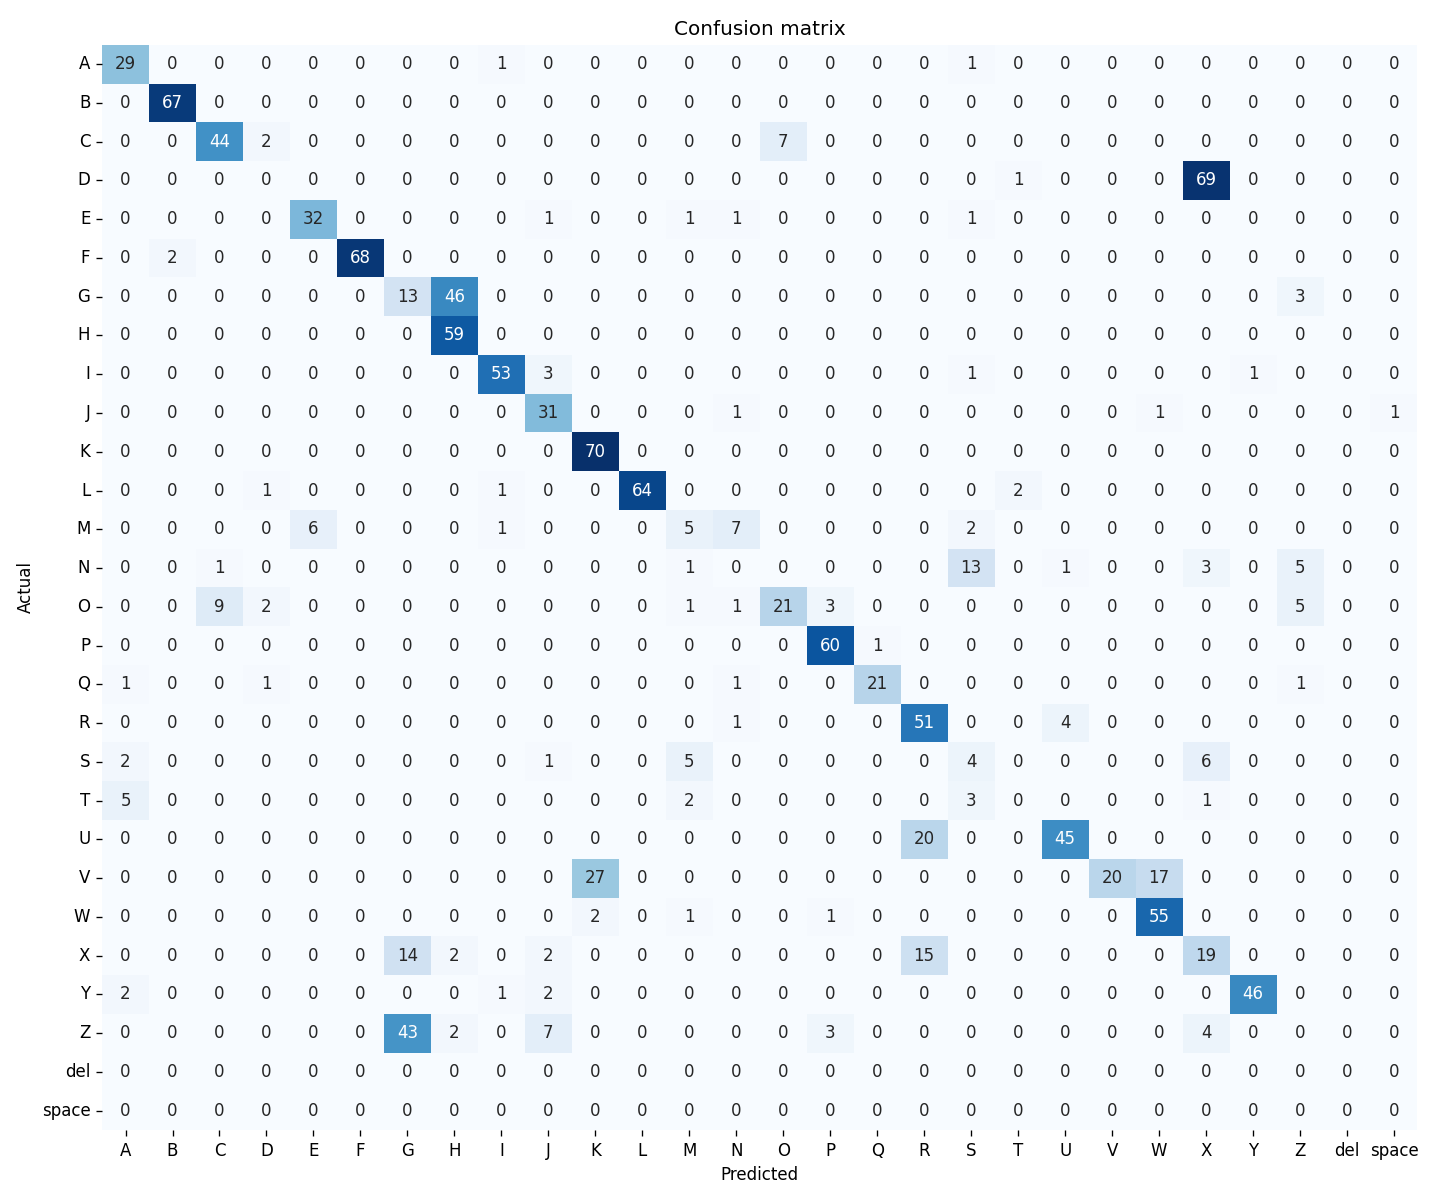 Confusion matrix
A 29 0 0 0 0 0 0 0 1 0 0 0 0 0 0 0 0 0 1 0 0 0 0 0 0 0 0 0
B 0 67 0 0 0 0 0 0 0 0 0 0 0 0 0 0 0 0 0 0 0 0 0 0 0 0 0 0
C 0 0 44 2 0 0 0 0 0 0 0 0 0 0 7 0 0 0 0 0 0 0 0 0 0 0 0 0
D 0 0 0 0 0 0 0 0 0 0 0 0 0 0 0 0 0 0 0 1 0 0 0 69 0 0 0 0
E 0 0 0 0 32 0 0 0 0 1 0 0 1 1 0 0 0 0 1 0 0 0 0 0 0 0 0 0
F 0 2 0 0 0 68 0 0 0 0 0 0 0 0 0 0 0 0 0 0 0 0 0 0 0 0 0 0
G 0 0 0 0 0 0 13 46 0 0 0 0 0 0 0 0 0 0 0 0 0 0 0 0 0 3 0 0
H 0 0 0 0 0 0 0 59 0 0 0 0 0 0 0 0 0 0 0 0 0 0 0 0 0 0 0 0
I 0 0 0 0 0 0 0 0 53 3 0 0 0 0 0 0 0 0 1 0 0 0 0 0 1 0 0 0
J 0 0 0 0 0 0 0 0 0 31 0 0 0 1 0 0 0 0 0 0 0 0 1 0 0 0 0 1
K 0 0 0 0 0 0 0 0 0 0 70 0 0 0 0 0 0 0 0 0 0 0 0 0 0 0 0 0
L 0 0 0 1 0 0 0 0 1 0 0 64 0 0 0 0 0 0 0 2 0 0 0 0 0 0 0 0
M 0 0 0 0 6 0 0 0 1 0 0 0 5 7 0 0 0 0 2 0 0 0 0 0 0 0 0 0
N 0 0 1 0 0 0 0 0 0 0 0 0 1 0 0 0 0 0 13 0 1 0 0 3 0 5 0 0
O 0 0 9 2 0 0 0 0 0 0 0 0 1 1 21 3 0 0 0 0 0 0 0 0 0 5 0 0
P 0 0 0 0 0 0 0 0 0 0 0 0 0 0 0 60 1 0 0 0 0 0 0 0 0 0 0 0
Q 1 0 0 1 0 0 0 0 0 0 0 0 0 1 0 0 21 0 0 0 0 0 0 0 0 1 0 0
R 0 0 0 0 0 0 0 0 0 0 0 0 0 1 0 0 0 51 0 0 4 0 0 0 0 0 0 0
S 2 0 0 0 0 0 0 0 0 1 0 0 5 0 0 0 0 0 4 0 0 0 0 6 0 0 0 0
T 5 0 0 0 0 0 0 0 0 0 0 0 2 0 0 0 0 0 3 0 0 0 0 1 0 0 0 0
U 0 0 0 0 0 0 0 0 0 0 0 0 0 0 0 0 0 20 0 0 45 0 0 0 0 0 0 0
V 0 0 0 0 0 0 0 0 0 0 27 0 0 0 0 0 0 0 0 0 0 20 17 0 0 0 0 0
W 0 0 0 0 0 0 0 0 0 0 2 0 1 0 0 1 0 0 0 0 0 0 55 0 0 0 0 0
X 0 0 0 0 0 0 14 2 0 2 0 0 0 0 0 0 0 15 0 0 0 0 0 19 0 0 0 0
Y 2 0 0 0 0 0 0 0 1 2 0 0 0 0 0 0 0 0 0 0 0 0 0 0 46 0 0 0
Z 0 0 0 0 0 0 43 2 0 7 0 0 0 0 0 3 0 0 0 0 0 0 0 4 0 0 0 0
del 0 0 0 0 0 0 0 0 0 0 0 0 0 0 0 0 0 0 0 0 0 0 0 0 0 0 0 0
space 0 0 0 0 0 0 0 0 0 0 0 0 0 0 0 0 0 0 0 0 0 0 0 0 0 0 0 0
A B C D E F G H I J K L M N O P Q R S T U V W X Y Z del space
Predicted
Actual